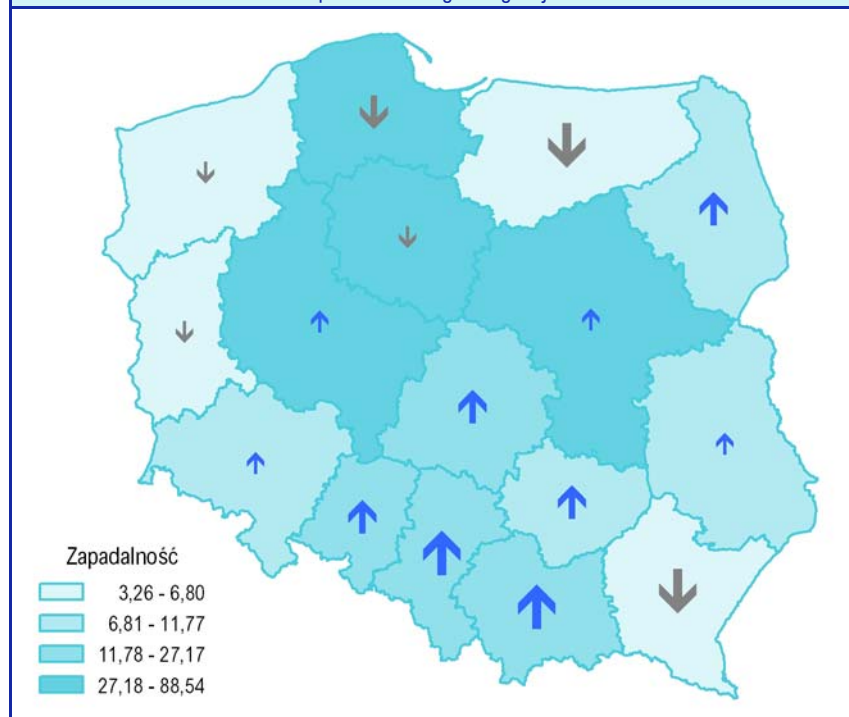 Zapadalność
3,26 - 6,80
6,81 - 11,77
11,78 - 27,17
27,18 - 88,54